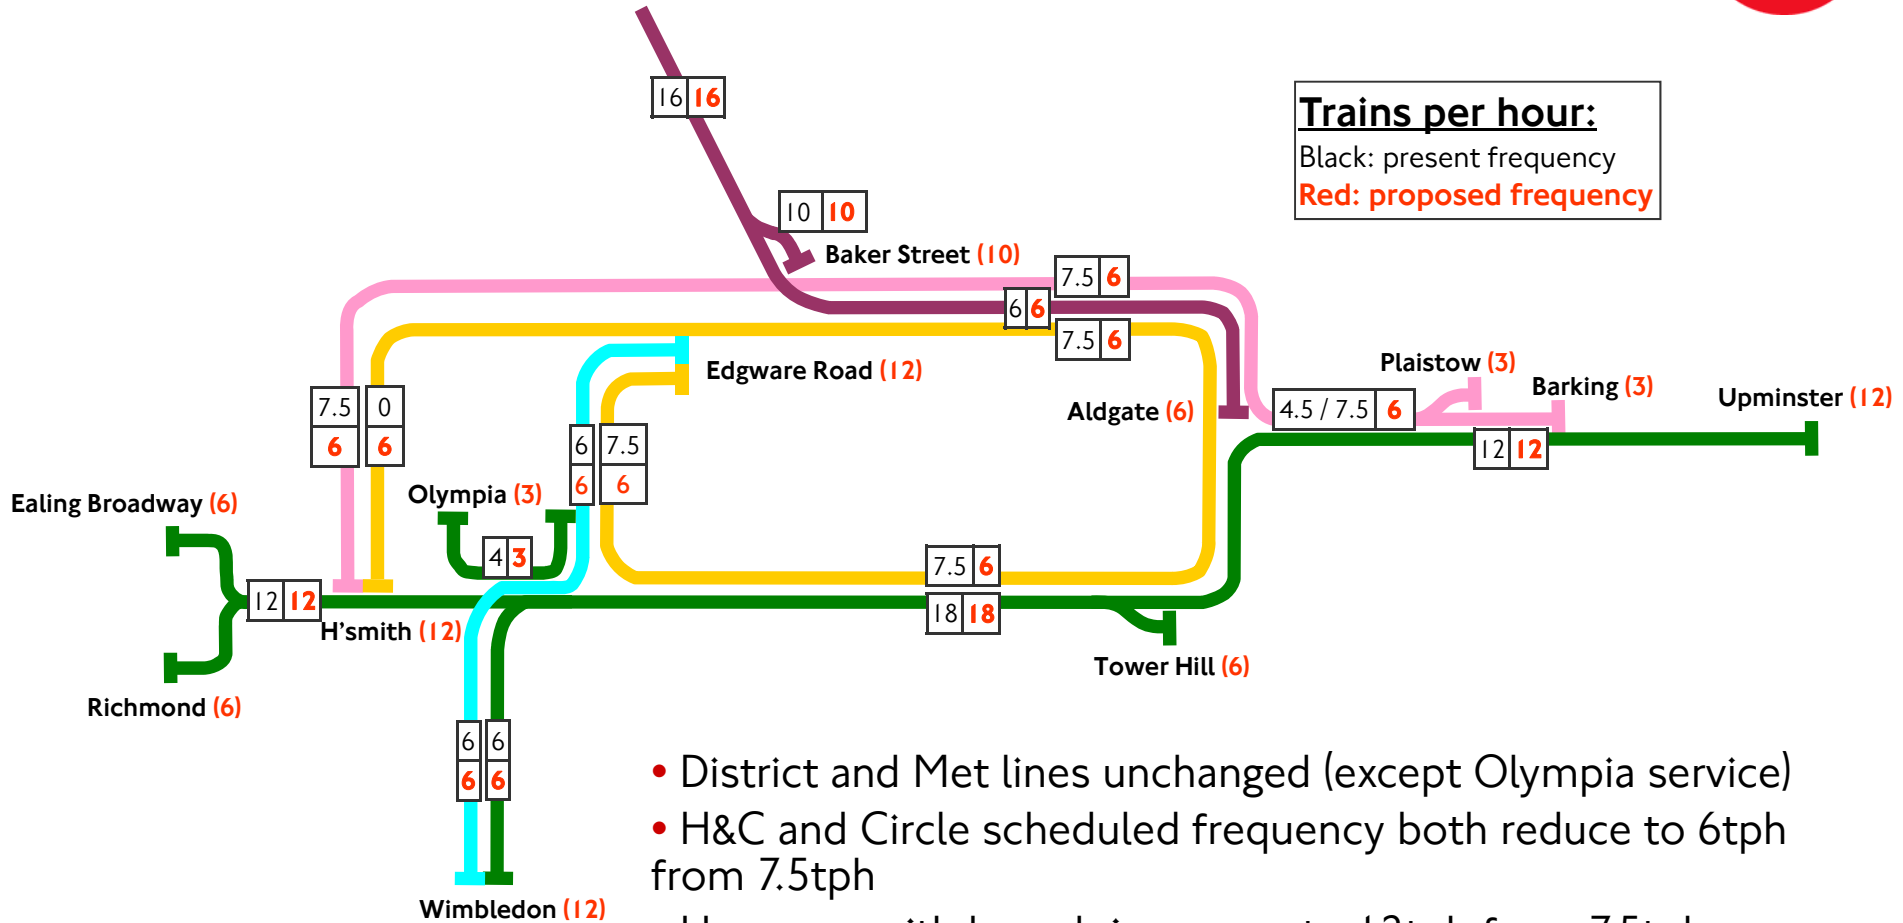 16 16
Trains per hour:
Black: present frequency
Red: proposed frequency
10 10
Baker Street (10)
7.5 6
6 6
7.5 6
Edgware Road (12)
Plaistow (3)
Barking (3)
Upminster (12)
Aldgate (6)
4.5 / 7.5 6
12 12
7.5 0
6 6
6 7.5
6 6
Olympia (3)
Ealing Broadway (6)
4 3
7.5 6
12 12
18 18
H'smith (12)
Tower Hill (6)
Richmond (6)
6 6
6 6
Wimbledon (12)
• District and Met lines unchanged (except Olympia service)
• H&C and Circle scheduled frequency both reduce to 6tph
from 7.5tph